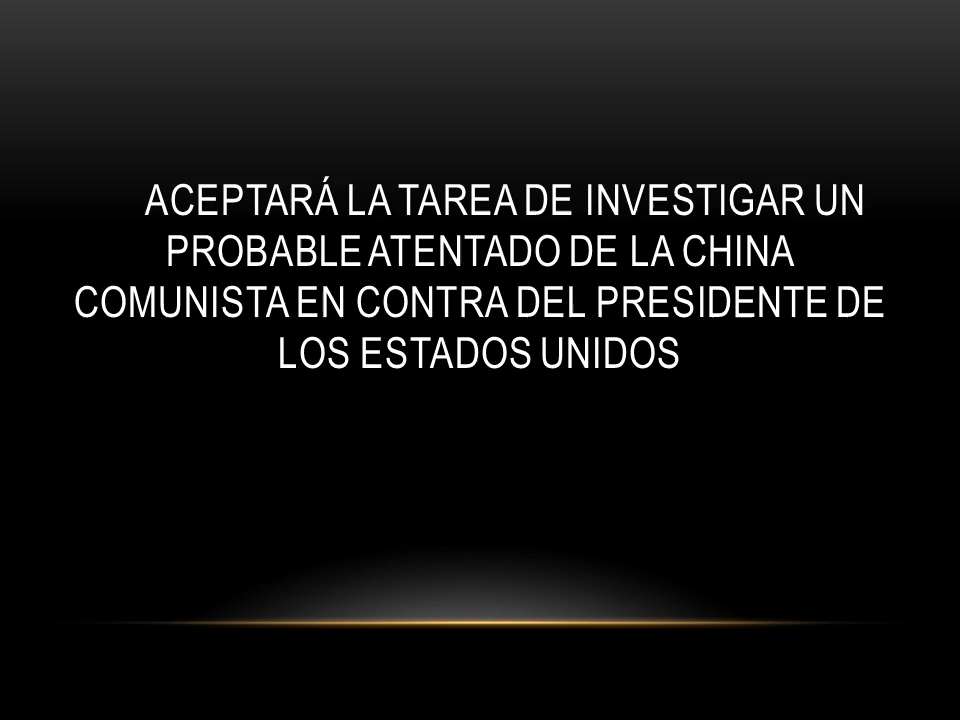 ACEPTARÁ LA TAREA DE INVESTIGAR UN
PROBABLE ATENTADO DE LA CHINA
COMUNISTA EN CONTRA DEL PRESIDENTE DE
LOS ESTADOS UNIDOS